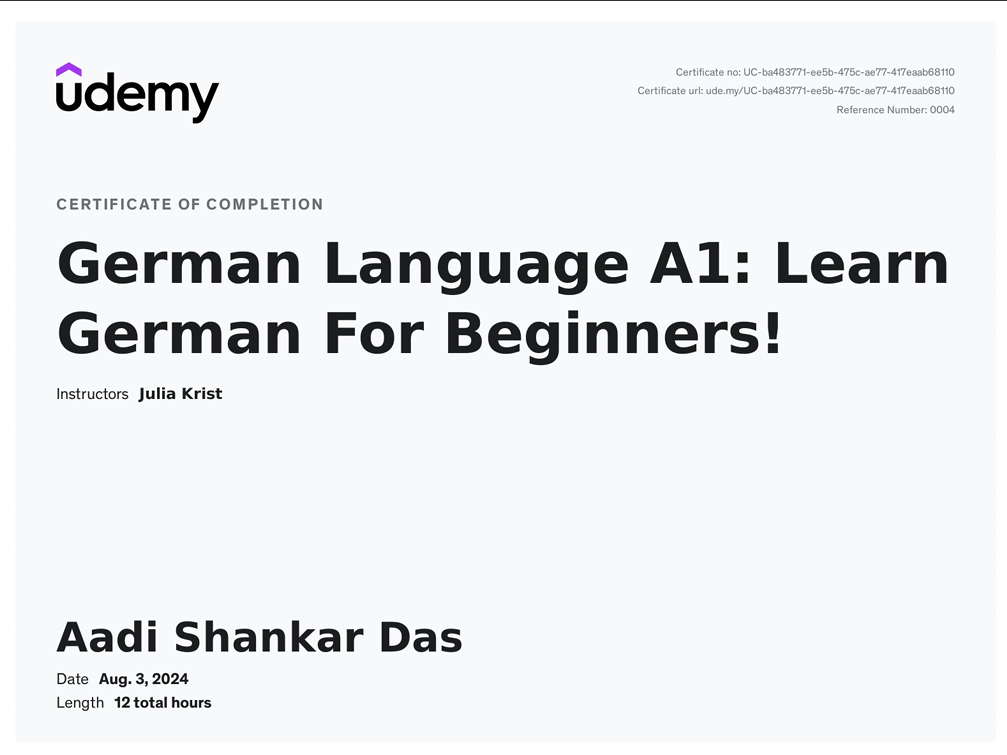 udemy
Certificate no: UC-ba483771-ee5b-475c-ae77-417eaab68110
Certificate url: ude.my/UC-ba483771-ee5b-475c-ae77-417eaab68110
Reference Number: 0004
CERTIFICATE OF COMPLETION
German Language A1: Learn
German For Beginners!
Instructors Julia Krist
Aadi Shankar Das
Date Aug. 3, 2024
Length 12 total hours